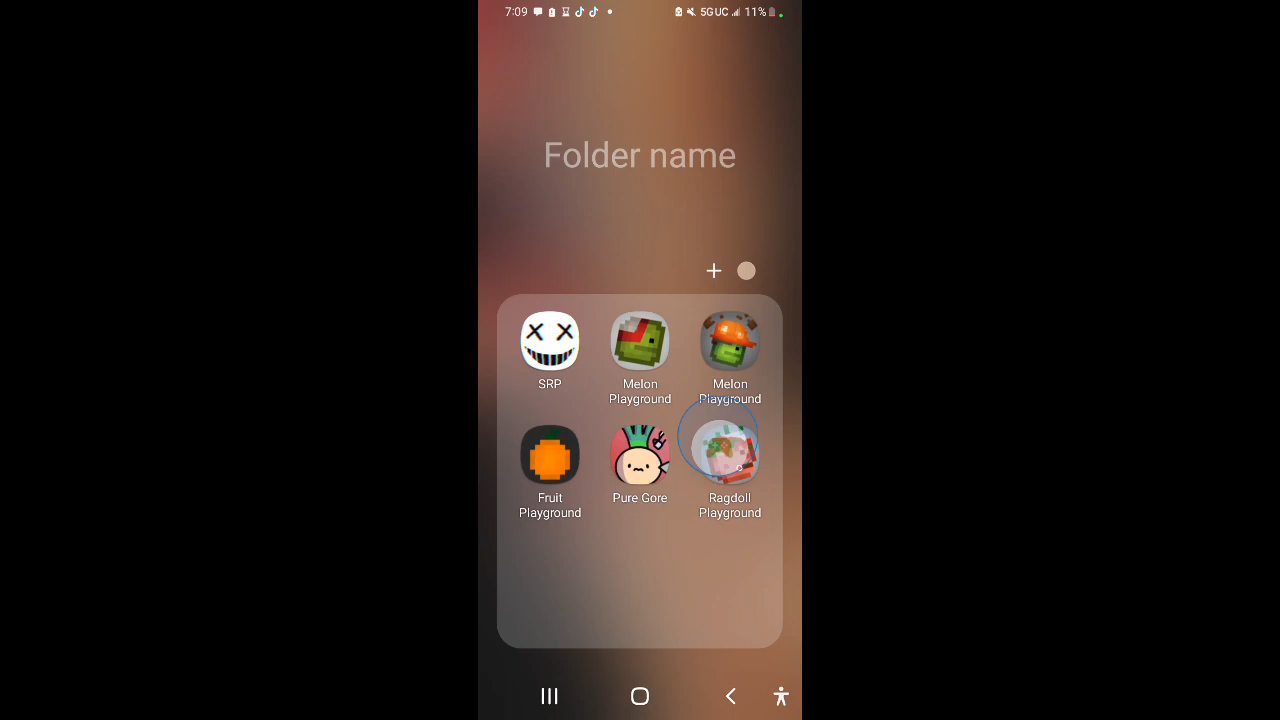 7:09
5GUC 11%
Folder name
SRP
Melon
Playground
Melon
Playground
Fruit
Playground
Pure Gore
Ragdoll
Playground